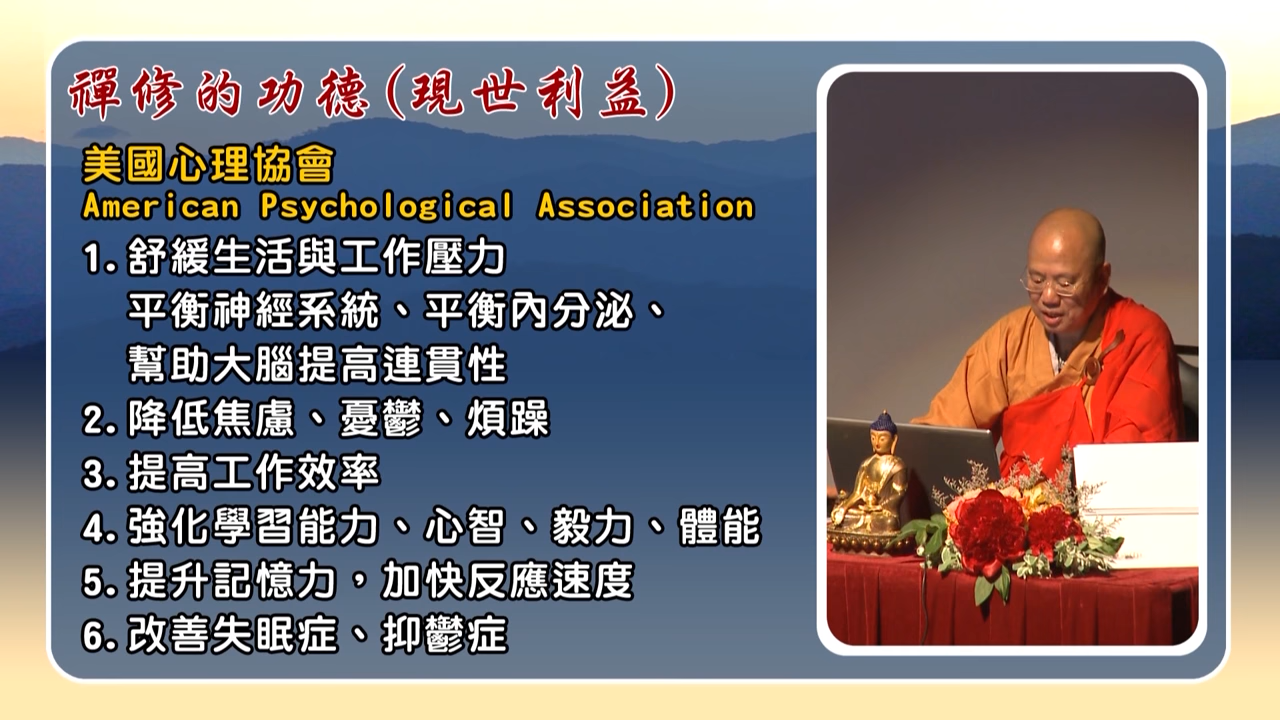 禪修的功德(現世利益)
美國心理協會
American Psychological Association
1.舒緩生活與工作壓力
平衡神經系統、平衡內分泌、
幫助大腦提高連貫性
2.降低焦慮、憂鬱、煩躁
3.提高工作效率
4.強化學習能力、心智、毅力、體能
5.提升記憶力，加快反應速度
6.改善失眠症、抑鬱症